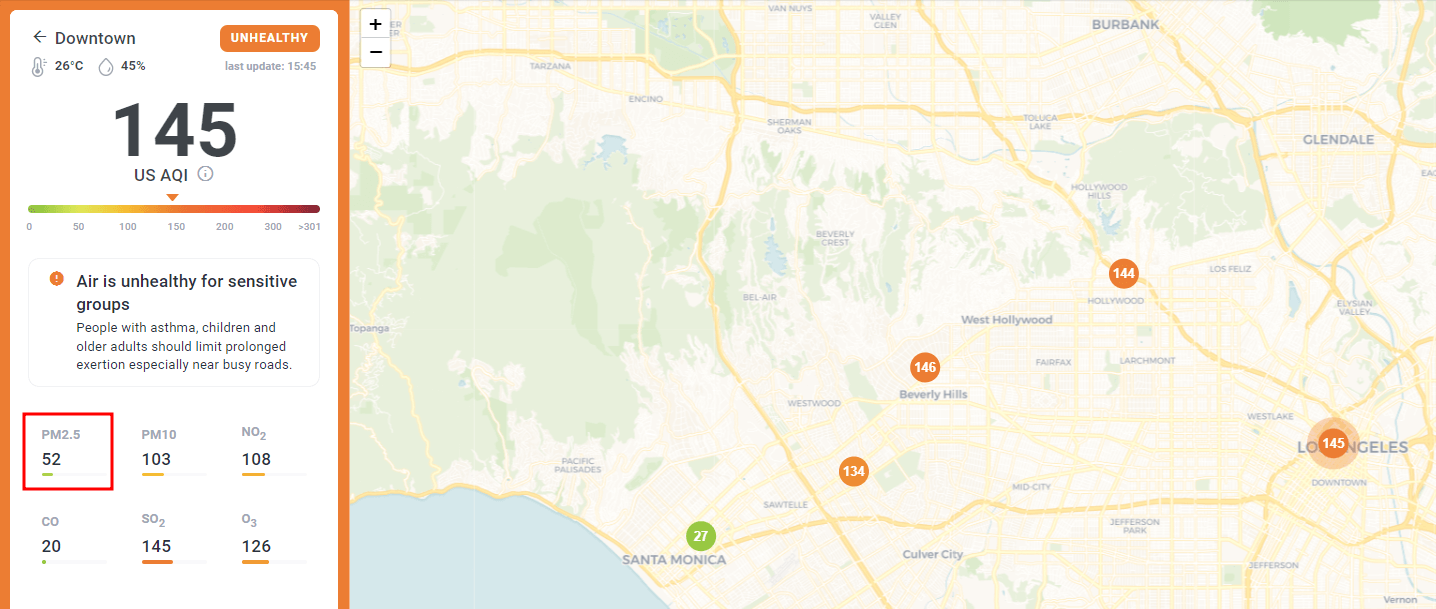 ← Downtown
UNHEALTHY
26°C
45%
last update: 15:45
145
US AQI
0 50 100 150 200 300 >301
Air is unhealthy for sensitive
groups
People with asthma, children and
older adults should limit prolonged
exertion especially near busy roads.
PM2.5
52
PM10
103
NO2
108
CO
20
SO2
145
O3
126
+
−
VAN NUYS
VALLEY
GLEN
BURBANK
TARZANA
ENCINO
SHERMAN
OAKS
TOLUCA
LAKE
GLENDALE
HOLLYWOOD
HILLS
BEVERLY
CREST
144
LOS FELIZ
BEL-AIR
HOLLYWOOD
ELYSIAN
VALLEY
Topanga
West Hollywood
146
FAIRFAX
LARCHMONT
Beverly Hills
WESTWOOD
WESTLAKE
145
LOS ANGELES
PACIFIC
PALISADES
134
MID-CITY
DOWNTOWN
SAWTELLE
27
JEFFERSON
PARK
SANTA MONICA
Culver City
JEFFERSON
Vernon